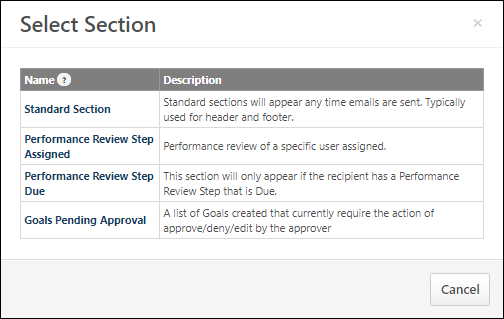 Select Section ×
Name ? Description
Standard Section Standard sections will appear any time emails are sent. Typically
used for header and footer.
Performance Review Step
Assigned Performance review of a specific user assigned.
Performance Review Step
Due This section will only appear if the recipient has a Performance
Review Step that is Due.
Goals Pending Approval A list of Goals created that currently require the action of
approve/deny/edit by the approver
Cancel